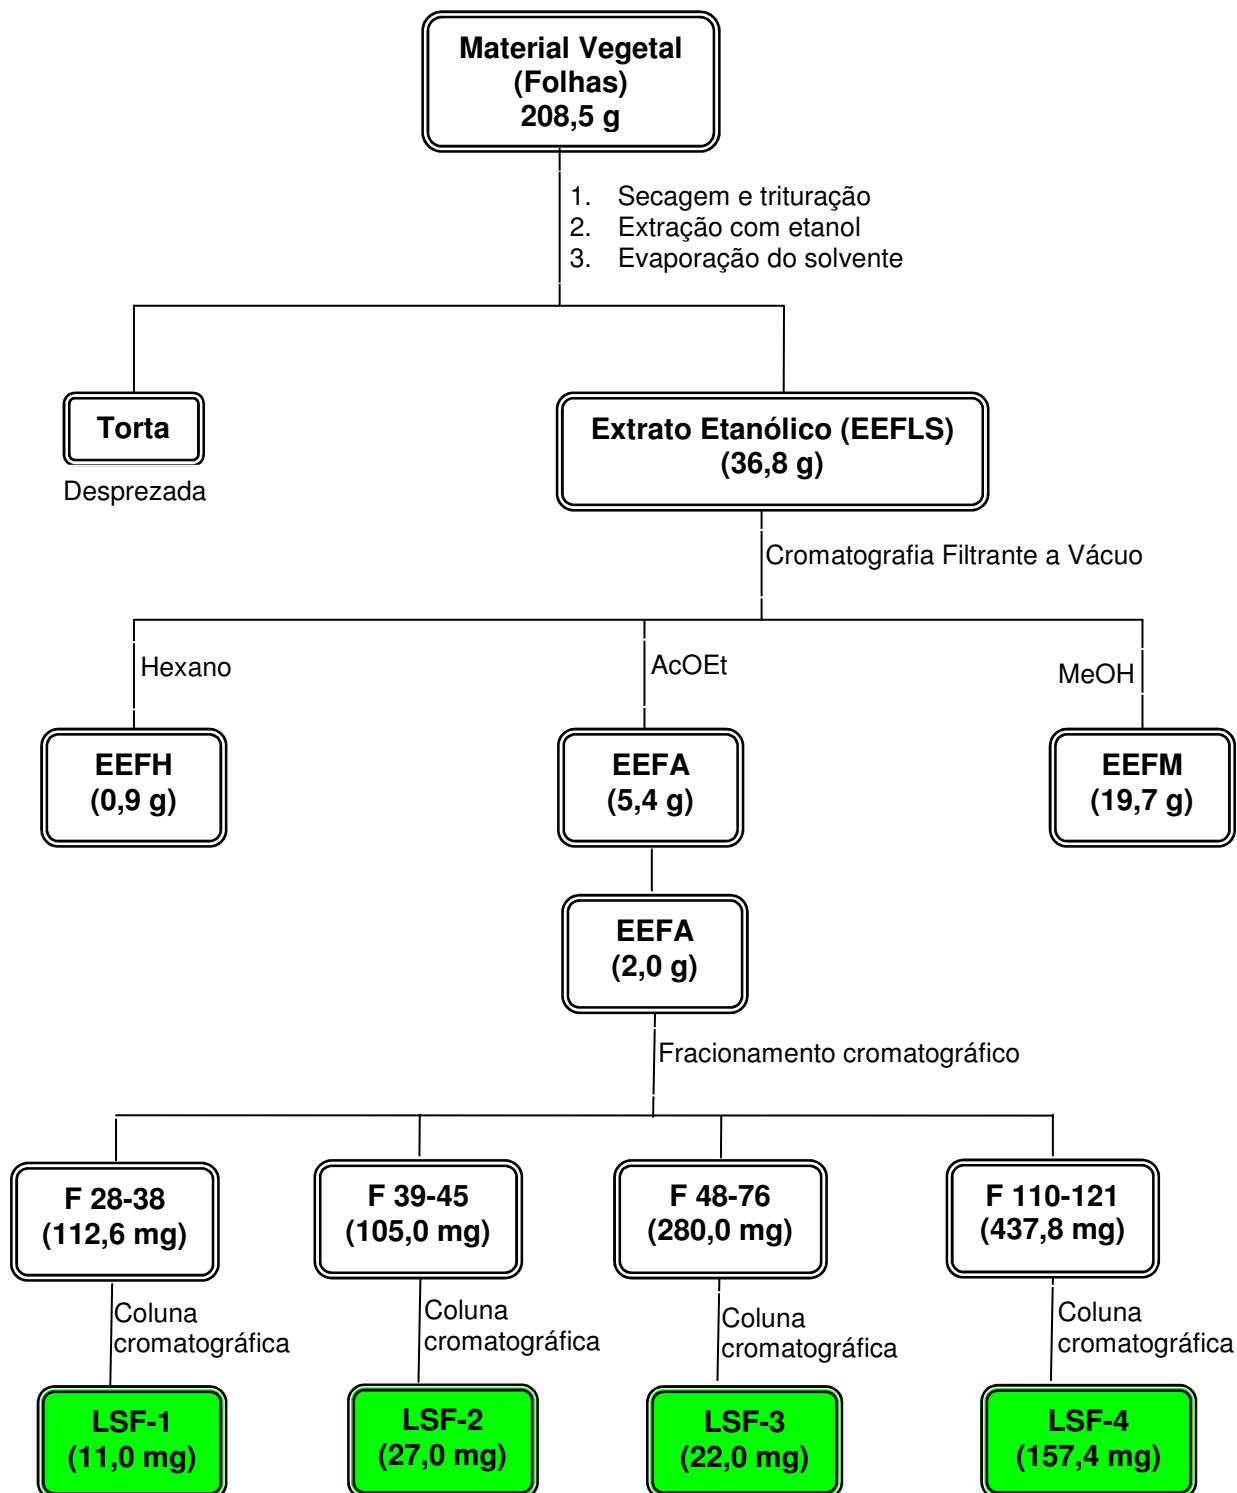 Material Vegetal
(Folhas)
208,5 g
1. Secagem e trituração
2. Extração com etanol
3. Evaporação do solvente
Torta
Desprezada
Extrato Etanólico (EEFLS)
(36,8 g)
Cromatografia Filtrante a Vácuo
Hexano
AcOEt
MeOH
EEFH
(0,9 g)
EEFA
(5,4 g)
EEFM
(19,7 g)
EEFA
(2,0 g)
Fracionamento cromatográfico
F 28-38
(112,6 mg)
F 39-45
(105,0 mg)
F 48-76
(280,0 mg)
F 110-121
(437,8 mg)
Coluna
cromatográfica
Coluna
cromatográfica
Coluna
cromatográfica
Coluna
cromatográfica
LSF-1
(11,0 mg)
LSF-2
(27,0 mg)
LSF-3
(22,0 mg)
LSF-4
(157,4 mg)